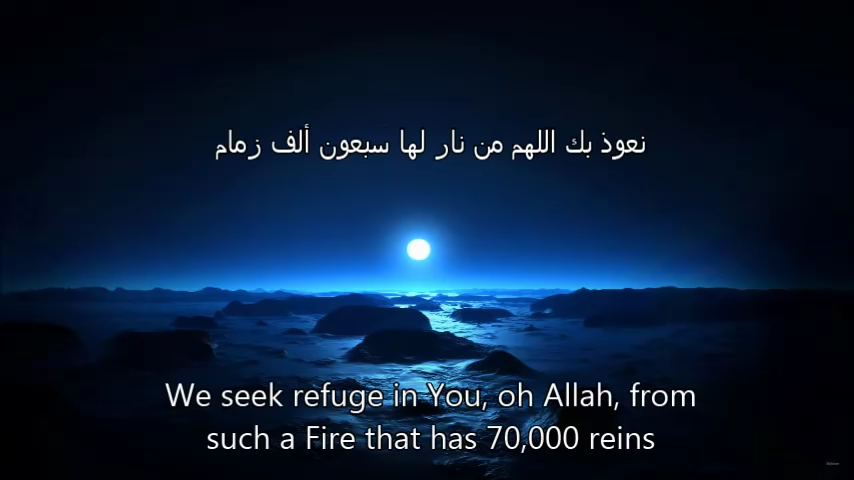 نعوذ بك اللهم من نار لها سبعون ألف زمام
We seek refuge in You, oh Allah, from
such a Fire that has 70,000 reins